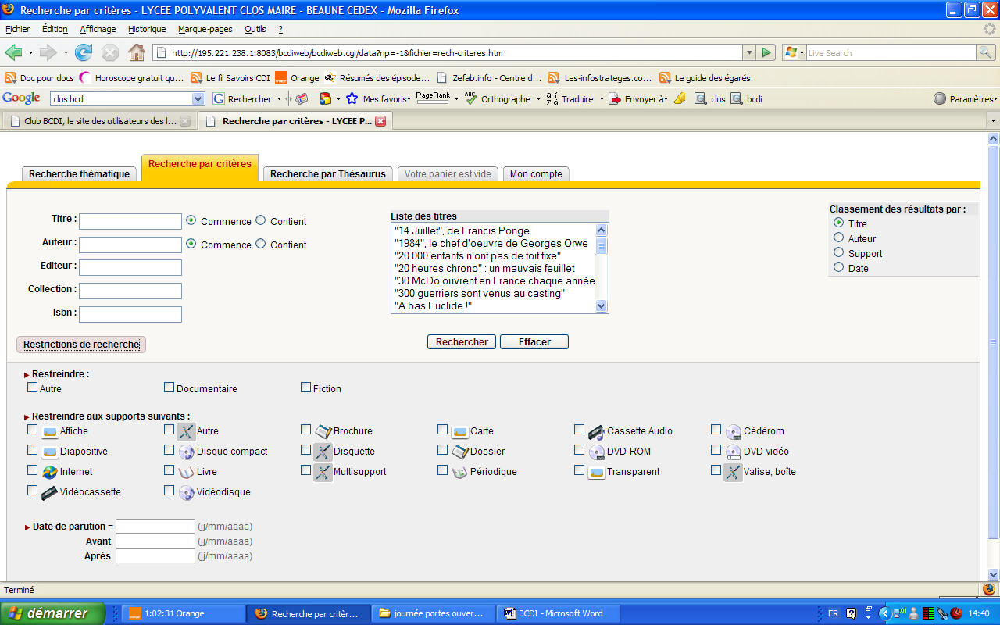 Recherche par critères - LYCEE POLYVALENT CLOS MAIRE - BEAUNE CEDEX - Mozilla Firefox
Fichier Édition Affichage Historique Marque-pages Outils ?
http://195.221.238.1:8083/bcdiweb/bcdiweb.cgi/data?np=-1&fichier=rech-criteres.htm Live Search
Doc pour docs Horoscope gratuit qu... Le fil Savoirs CDI Orange Résumés des épisode... Zefab.info - Centre d... Les-infostrateges.co... Le guide des égarés.
Google clus bcdi Rechercher PageRank Mes favoris ABC Orthographe Traduire Envoyer à clus bcdi Paramètres
Club BCDI, le site des utilisateurs des l... Recherche par critères - LYCEE P...
Recherche thématique Recherche par critères Recherche par Thésaurus Votre panier est vide Mon compte
Titre : Commence Contient
Auteur : Commence Contient
Editeur :
Collection :
Isbn :
Liste des titres
"14 Juillet", de Francis Ponge
"1984", le chef d'oeuvre de Georges Orwe
"20 000 enfants n'ont pas de toit fixe"
"20 heures chrono" : un mauvais feuillet
"30 McDo ouvrent en France chaque année
"300 guerriers sont venus au casting"
"A bas Euclide !"
Classement des résultats par :
Titre
Auteur
Support
Date
Restrictions de recherche Rechercher Effacer
Restreindre :
Autre Documentaire Fiction
Restreindre aux supports suivants :
Affiche Autre Brochure Carte Cassette Audio Cédérom
Diapositive Disque compact Disquette Dossier DVD-ROM DVD-vidéo
Internet Livre Multisupport Périodique Transparent Valise, boîte
Vidéocassette Vidéodisque
Date de parution = (jj/mm/aaaa)
Avant (jj/mm/aaaa)
Après (jj/mm/aaaa)
Terminé
démarrer 1:02:31 Orange Recherche par critèr... journée portes ouver... BCDI - Microsoft Word FR 14:40